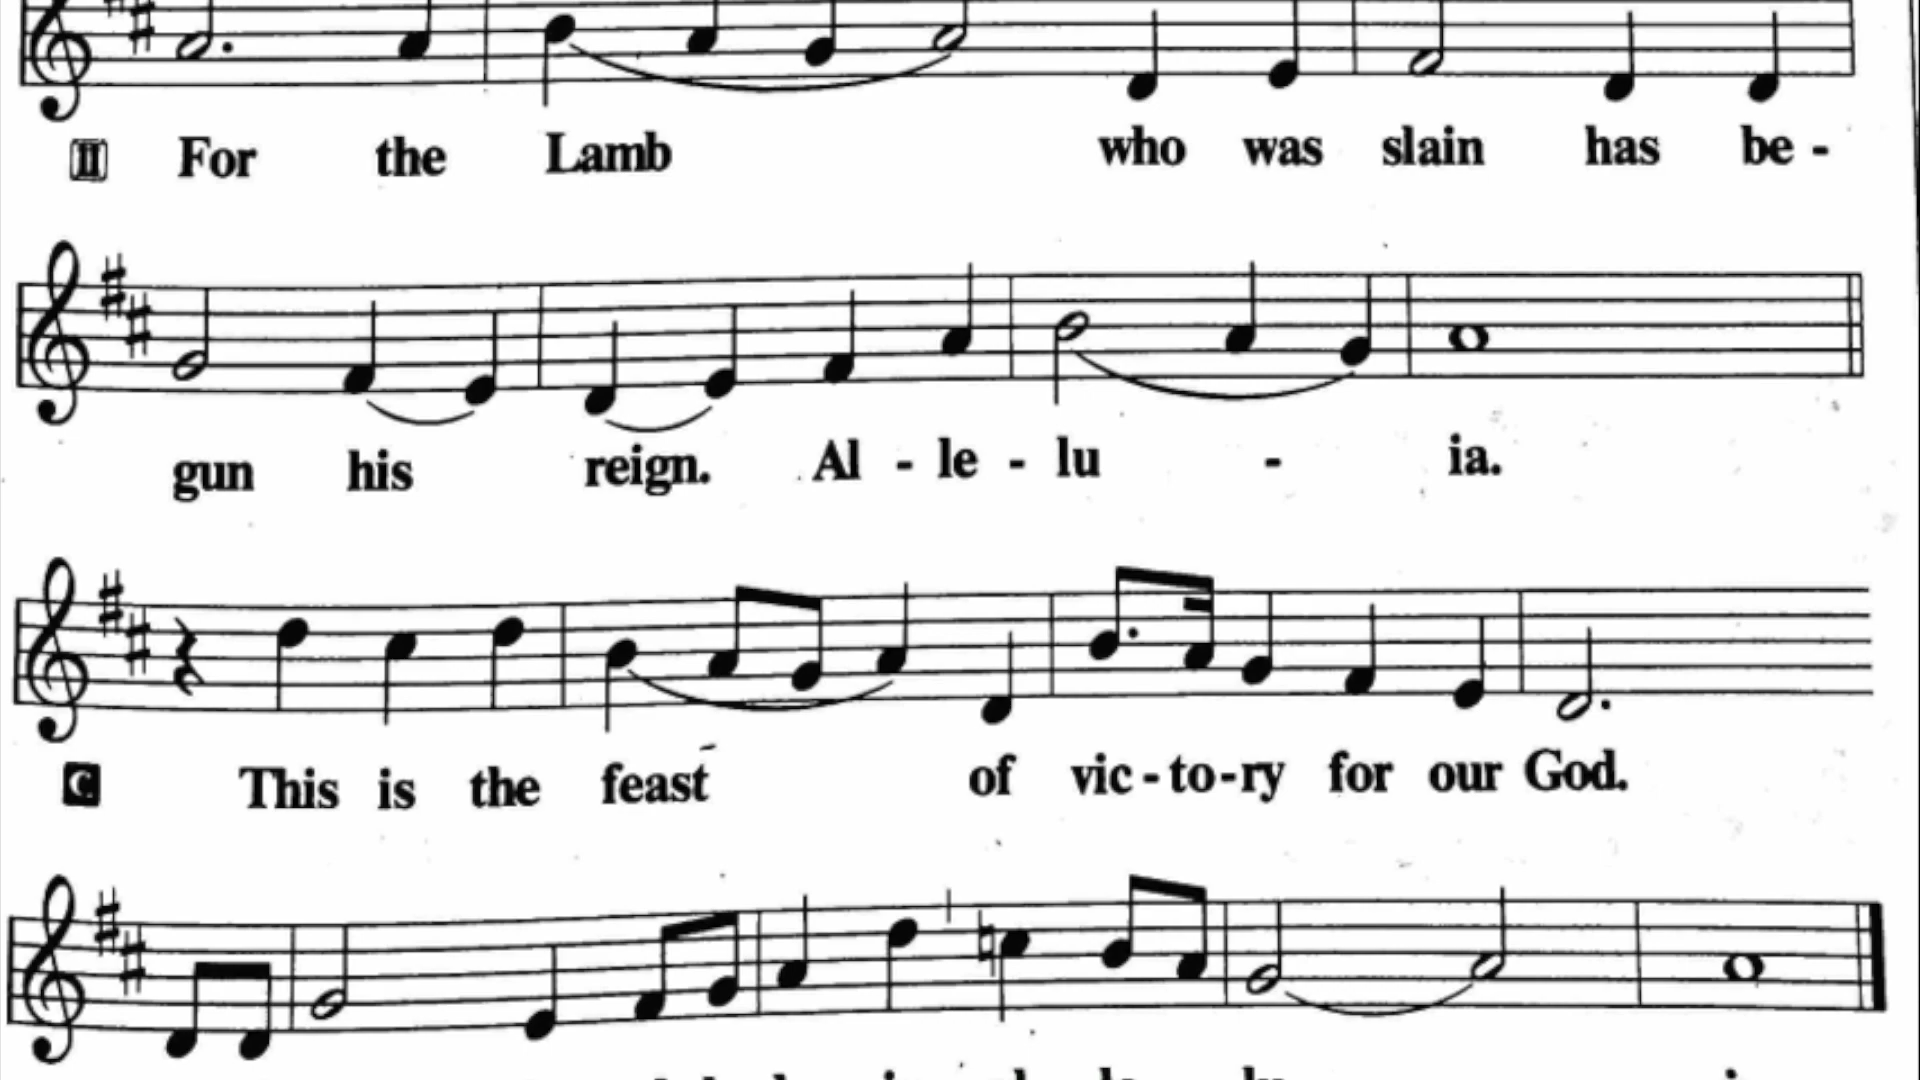 II For the Lamb who was slain has be -
gun his reign. Al - le - lu - ia.
C This is the feast of vic - to - ry for our God.